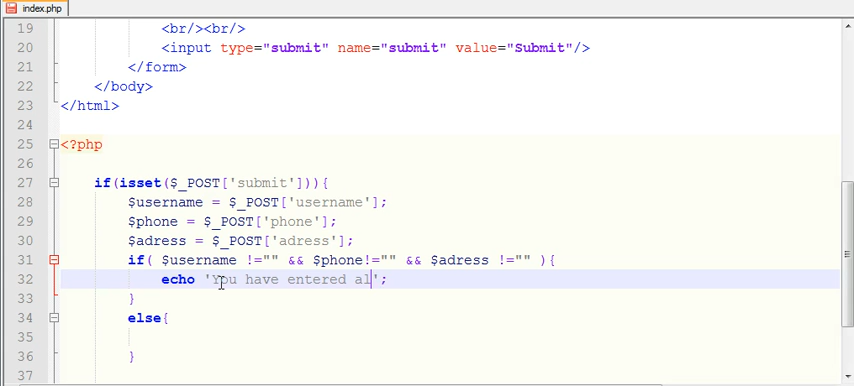 index.php
19 <br/><br/>
20 <input type="submit" name="submit" value="Submit"/>
21 </form>
22 </body>
23 </html>
24
25 <?php
26
27 if(isset($_POST['submit'])){
28 $username = $_POST['username'];
29 $phone = $_POST['phone'];
30 $adress = $_POST['adress'];
31 if( $username !="" && $phone!="" && $adress !="" ){
32 echo 'You have entered al';
33 }
34 else{
35
36 }
37